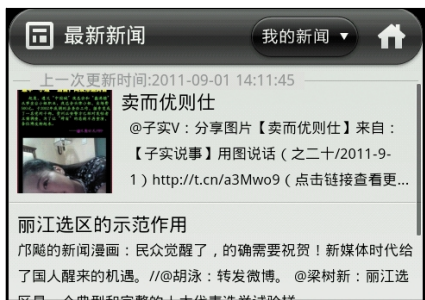 最新新闻
我的新闻
上一次更新时间:2011-09-01 14:11:45
卖而优则仕
@子实V：分享图片【卖而优则仕】来自：
【子实说事】用图说话（之二十/2011-9-
1）http://t.cn/a3Mwo9（点击链接查看更...
丽江选区的示范作用
邝飚的新闻漫画：民众觉醒了，的确需要祝贺！新媒体时代给
了国人醒来的机遇。//@胡泳：转发微博。 @梁树新：丽江选